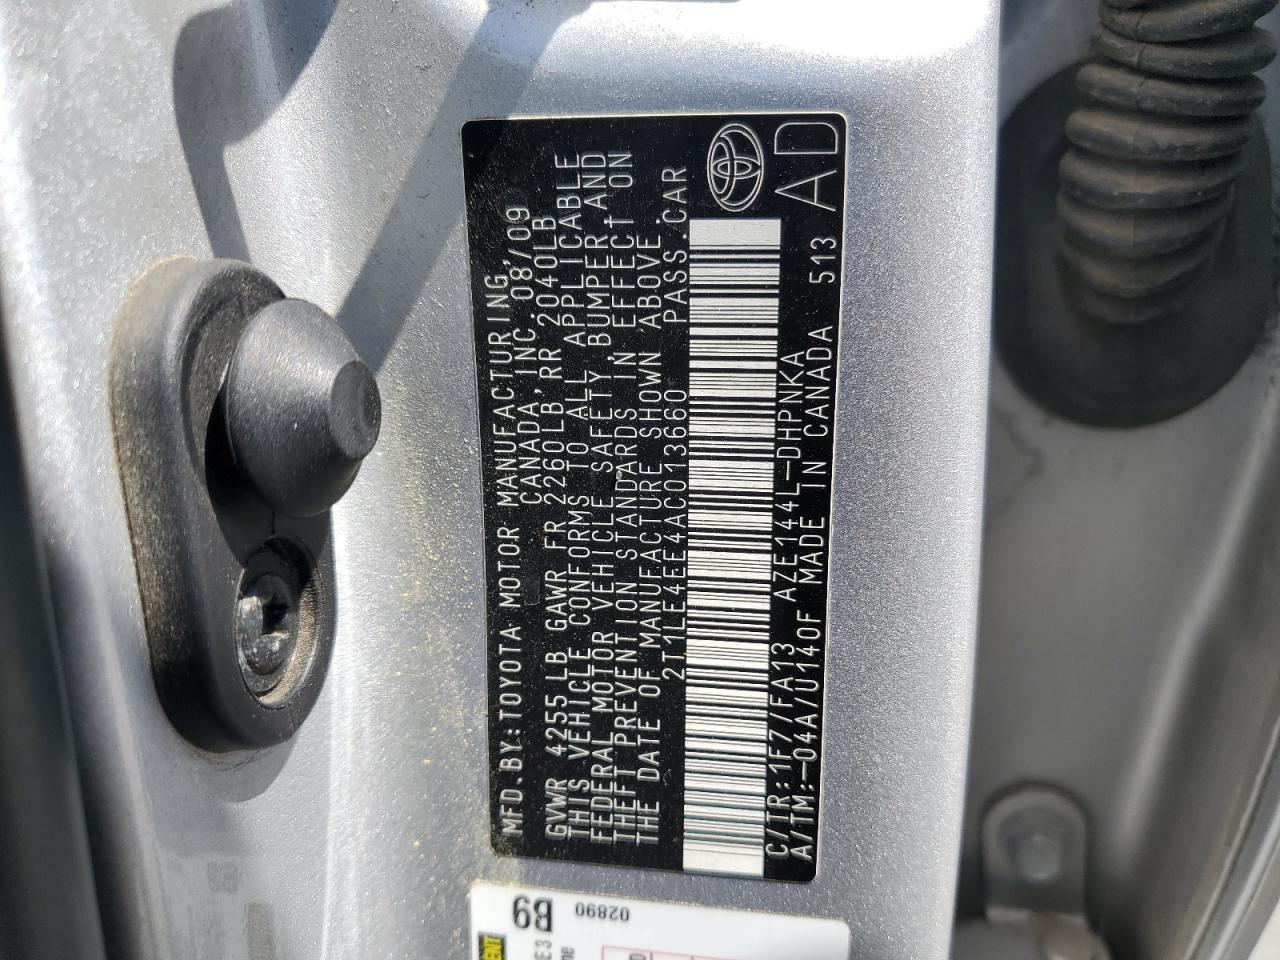 MFD.BY:TOYOTA MOTOR MANUFACTURING,
CANADA, INC. 08/09
GVWR 4255 LB GAWR FR 2260LB, RR 2040LB
THIS VEHICLE CONFORMS TO ALL APPLICABLE
FEDERAL MOTOR VEHICLE SAFETY, BUMPER, AND
THEFT PREVENTION STANDARDS IN EFFECT ON
THE DATE OF MANUFACTURE SHOWN ABOVE.
2T1LE4EE4AC013660 PASS.CAR
C/TR:1F7/FA13 AZE144L-DHPNKA
A/TM:-04A/U140F MADE IN CANADA 513
AD
B9
02890